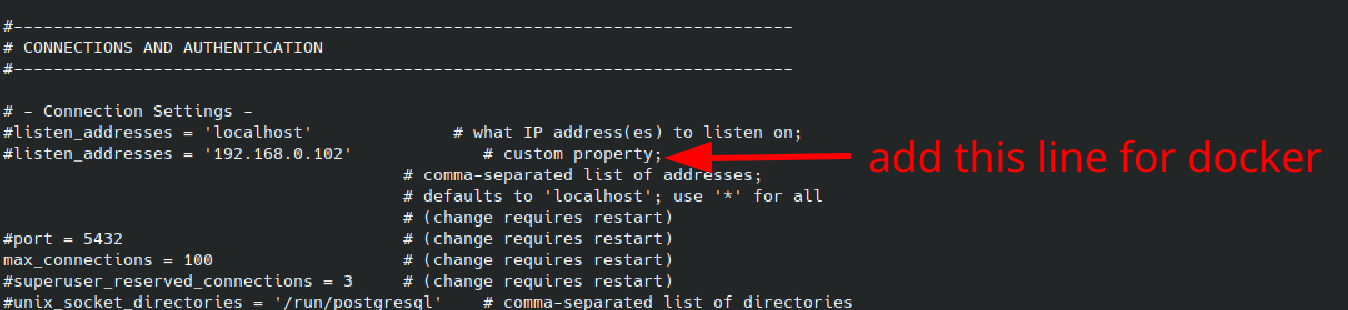 #------------------------------------------------------------------------------
# CONNECTIONS AND AUTHENTICATION
#------------------------------------------------------------------------------
# - Connection Settings -
#listen_addresses = 'localhost'              # what IP address(es) to listen on;
#listen_addresses = '192.168.0.102'             # custom property;
add this line for docker
                                        # comma-separated list of addresses;
                                        # defaults to 'localhost'; use '*' for all
                                        # (change requires restart)
#port = 5432                            # (change requires restart)
max_connections = 100                   # (change requires restart)
#superuser_reserved_connections = 3     # (change requires restart)
#unix_socket_directories = '/run/postgresql'    # comma-separated list of directories